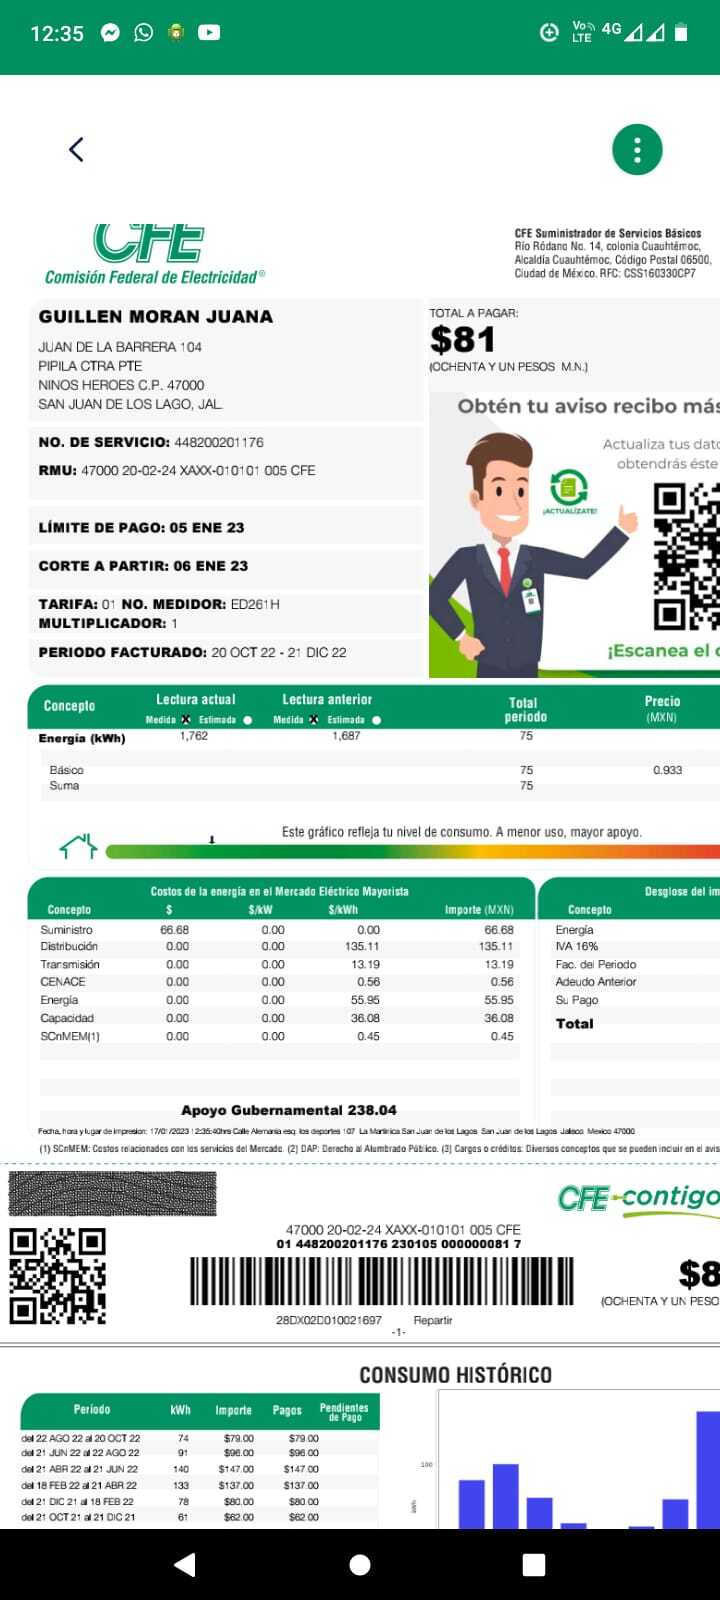 12:35
Vo LTE 4G
CFE
Comisión Federal de Electricidad®
CFE Suministrador de Servicios Básicos
Río Ródano No. 14, colonia Cuauhtémoc,
Alcaldía Cuauhtémoc, Código Postal 06500,
Ciudad de México. RFC: CSS160330CP7
GUILLEN MORAN JUANA
JUAN DE LA BARRERA 104
PIPILA CTRA PTE
NINOS HEROES C.P. 47000
SAN JUAN DE LOS LAGO, JAL.
TOTAL A PAGAR:
$81
(OCHENTA Y UN PESOS M.N.)
NO. DE SERVICIO: 448200201176
RMU: 47000 20-02-24 XAXX-010101 005 CFE
LÍMITE DE PAGO: 05 ENE 23
CORTE A PARTIR: 06 ENE 23
TARIFA: 01 NO. MEDIDOR: ED261H
MULTIPLICADOR: 1
PERIODO FACTURADO: 20 OCT 22 - 21 DIC 22
Obtén tu aviso recibo más
Actualiza tus dato
obtendrás éste
¡ACTUALÍZATE!
¡Escanea el c
Concepto Lectura actual Lectura anterior Total periodo Precio (MXN)
Medida X Estimada Medida X Estimada
Energía (kWh) 1,762 1,687 75
Básico 75 0.933
Suma 75
Este gráfico refleja tu nivel de consumo. A menor uso, mayor apoyo.
Costos de la energía en el Mercado Eléctrico Mayorista
Concepto $ $/kW $/kWh Importe (MXN)
Suministro 66.68 0.00 0.00 66.68
Distribución 0.00 0.00 135.11 135.11
Transmisión 0.00 0.00 13.19 13.19
CENACE 0.00 0.00 0.56 0.56
Energía 0.00 0.00 55.95 55.95
Capacidad 0.00 0.00 36.08 36.08
SCnMEM(1) 0.00 0.00 0.45 0.45
Apoyo Gubernamental 238.04
Desglose del im
Concepto
Energía
IVA 16%
Fac. del Periodo
Adeudo Anterior
Su Pago
Total
Fecha, hora y lugar de impresion: 17/01/2023 12:35:40hrs Calle Alemania esq. los deportes 107 La Martinica San Juan de los Lagos San Juan de los Lagos Jalisco Mexico 47000
(1) SCnMEM: Costos relacionados con los servicios del Mercado. (2) DAP: Derecho al Alumbrado Público. (3) Cargos o créditos: Diversos conceptos que se pueden incluir en el avis
CFE contigo
47000 20-02-24 XAXX-010101 005 CFE
01 448200201176 230105 000000081 7
28DX02D010021697 Repartir
-1-
$8
(OCHENTA Y UN PESO
CONSUMO HISTÓRICO
Periodo kWh Importe Pagos Pendientes de Pago
del 22 AGO 22 al 20 OCT 22 74 $79.00 $79.00
del 21 JUN 22 al 22 AGO 22 91 $96.00 $96.00
del 21 ABR 22 al 21 JUN 22 140 $147.00 $147.00
del 18 FEB 22 al 21 ABR 22 133 $137.00 $137.00
del 21 DIC 21 al 18 FEB 22 78 $80.00 $80.00
del 21 OCT 21 al 21 DIC 21 61 $62.00 $62.00
100
kWh